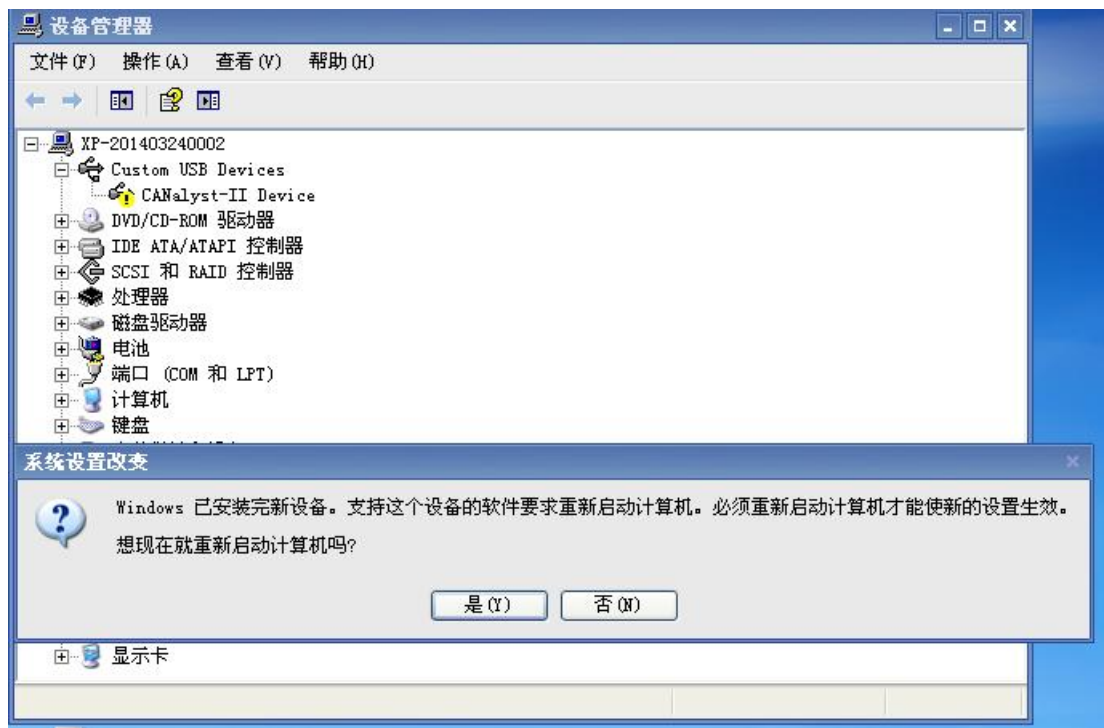 设备管理器
文件(F) 操作(A) 查看(V) 帮助(H)
XP-201403240002
Custom USB Devices
CANalyst-II Device
DVD/CD-ROM 驱动器
IDE ATA/ATAPI 控制器
SCSI 和 RAID 控制器
处理器
磁盘驱动器
电池
端口 (COM 和 LPT)
计算机
键盘
系统设置改变
Windows 已安装完新设备。支持这个设备的软件要求重新启动计算机。必须重新启动计算机才能使新的设置生效。
想现在就重新启动计算机吗?
是(Y) 否(N)
显示卡